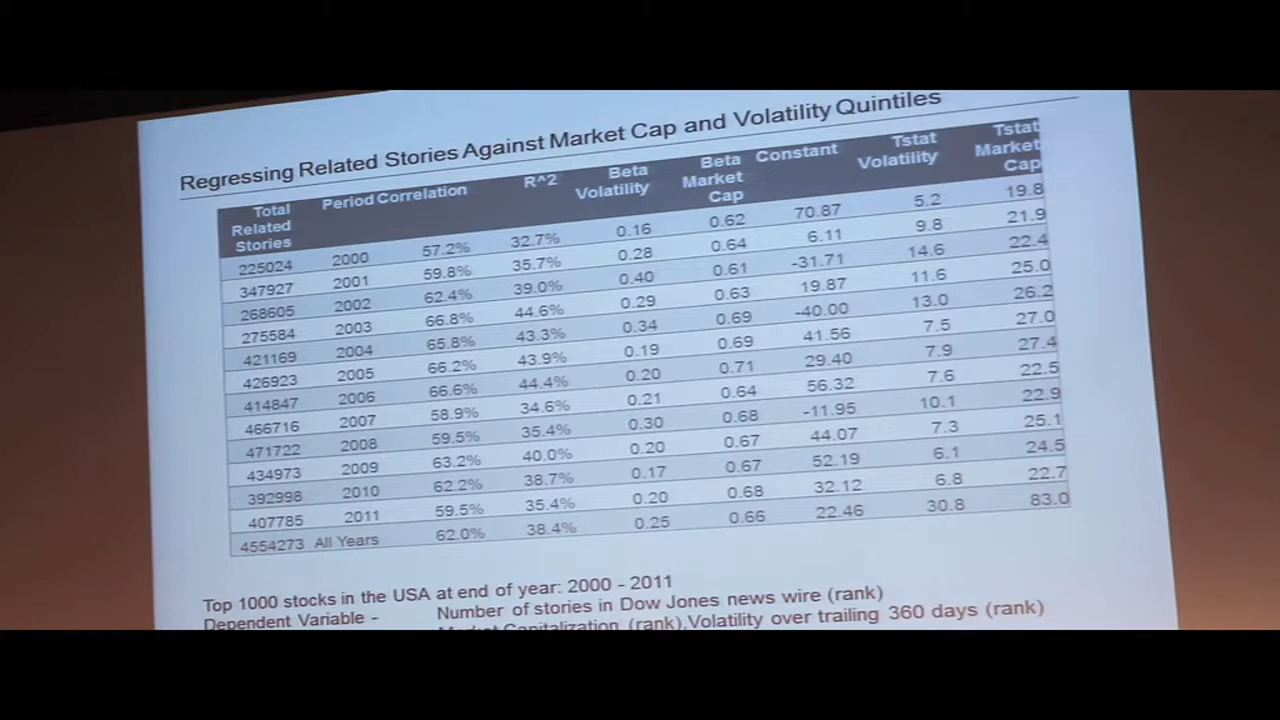 Regressing Related Stories Against Market Cap and Volatility Quintiles
Total Related Stories Period Correlation R^2 Beta Volatility Beta Market Cap Constant Tstat Volatility Tstat Market Cap
225024 2000 57.2% 32.7% 0.16 0.62 70.87 5.2 19.8
347927 2001 59.8% 35.7% 0.28 0.64 6.11 9.8 21.9
268605 2002 62.4% 39.0% 0.40 0.61 -31.71 14.6 22.4
275584 2003 66.8% 44.6% 0.29 0.63 19.87 11.6 25.0
421169 2004 65.8% 43.3% 0.34 0.69 -40.00 13.0 26.2
426923 2005 66.2% 43.9% 0.19 0.69 41.56 7.5 27.0
414847 2006 66.6% 44.4% 0.20 0.71 29.40 7.9 27.4
466716 2007 58.9% 34.6% 0.21 0.64 56.32 7.6 22.5
471722 2008 59.5% 35.4% 0.30 0.68 -11.95 10.1 22.9
434973 2009 63.2% 40.0% 0.20 0.67 44.07 7.3 25.1
392998 2010 62.2% 38.7% 0.17 0.67 52.19 6.1 24.5
407785 2011 59.5% 35.4% 0.20 0.68 32.12 6.8 22.7
4554273 All Years 62.0% 38.4% 0.25 0.66 22.46 30.8 83.0
Top 1000 stocks in the USA at end of year: 2000 - 2011
Dependent Variable - Number of stories in Dow Jones news wire (rank)
Market Capitalization (rank), Volatility over trailing 360 days (rank)